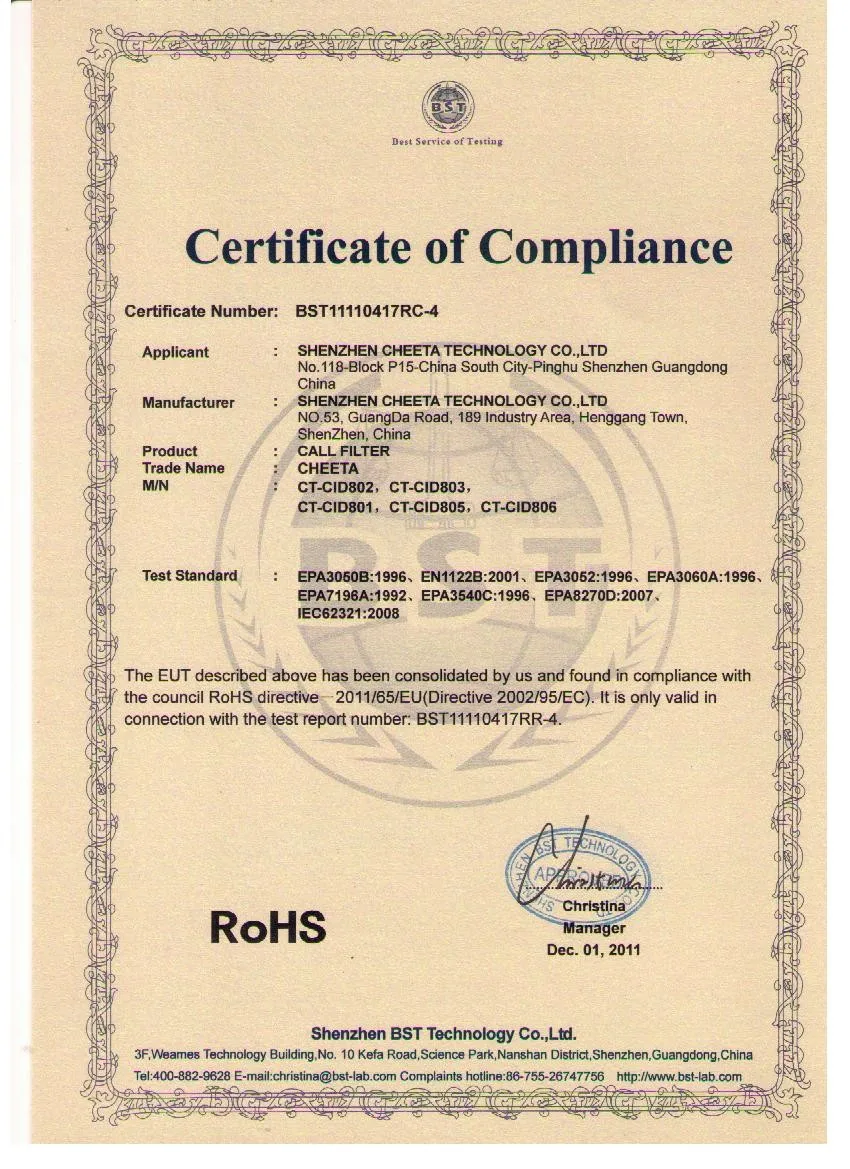 BST
Best Service of Testing
Certificate of Compliance
Certificate Number: BST11110417RC-4
Applicant : SHENZHEN CHEETA TECHNOLOGY CO.,LTD
No.118-Block P15-China South City-Pinghu Shenzhen Guangdong
China
Manufacturer : SHENZHEN CHEETA TECHNOLOGY CO.,LTD
NO.53, GuangDa Road, 189 Industry Area, Henggang Town,
ShenZhen, China
Product : CALL FILTER
Trade Name : CHEETA
M/N : CT-CID802，CT-CID803，
CT-CID801，CT-CID805，CT-CID806
BST
Test Standard : EPA3050B:1996、EN1122B:2001、EPA3052:1996、EPA3060A:1996、
EPA7196A:1992、EPA3540C:1996、EPA8270D:2007、
IEC62321:2008
The EUT described above has been consolidated by us and found in compliance with
the council RoHS directive—2011/65/EU(Directive 2002/95/EC). It is only valid in
connection with the test report number: BST11110417RR-4.
SHENZHEN BST TECHNOLOGY CO.,LTD
APPROVED
Christina
Manager
Dec. 01, 2011
RoHS
Shenzhen BST Technology Co.,Ltd.
3F,Weames Technology Building,No. 10 Kefa Road,Science Park,Nanshan District,Shenzhen,Guangdong,China
Tel:400-882-9628 E-mail:christina@bst-lab.com Complaints hotline:86-755-26747756 http://www.bst-lab.com